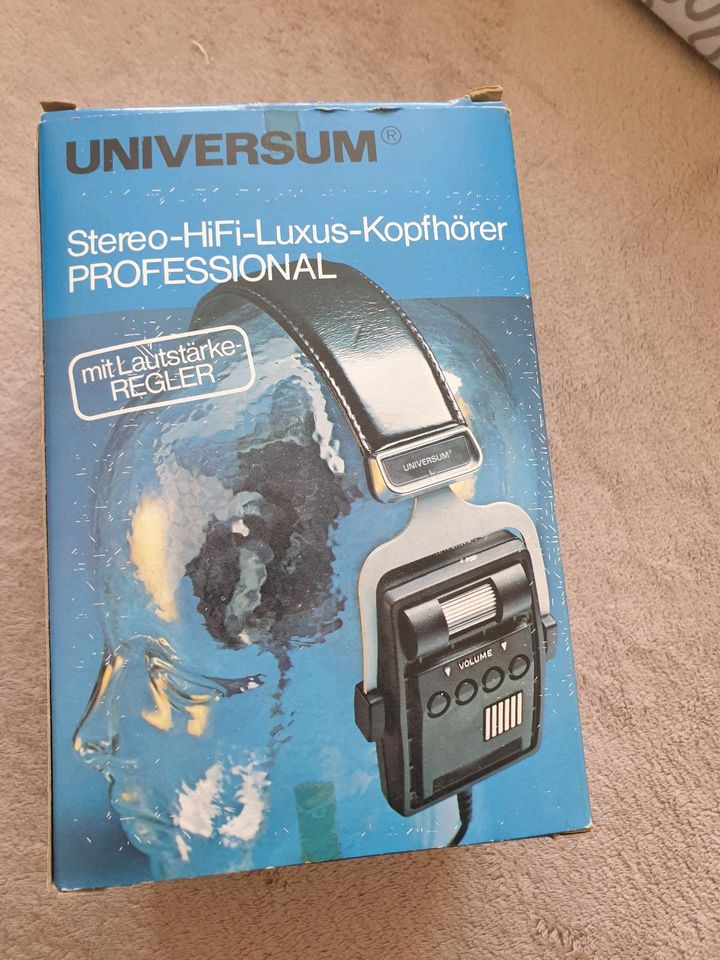 UNIVERSUM®
Stereo-HiFi-Luxus-Kopfhörer
PROFESSIONAL
mit Lautstärke-
REGLER
UNIVERSUM®
L
VOLUME